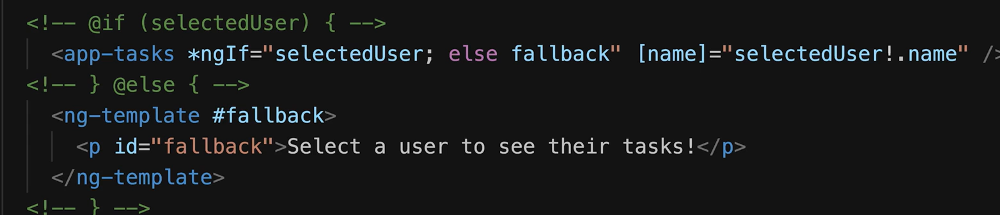 <!-- @if (selectedUser) { -->
<app-tasks *ngIf="selectedUser; else fallback" [name]="selectedUser!.name" />
<!-- } @else { -->
<ng-template #fallback>
<p id="fallback">Select a user to see their tasks!</p>
</ng-template>
<!-- } -->